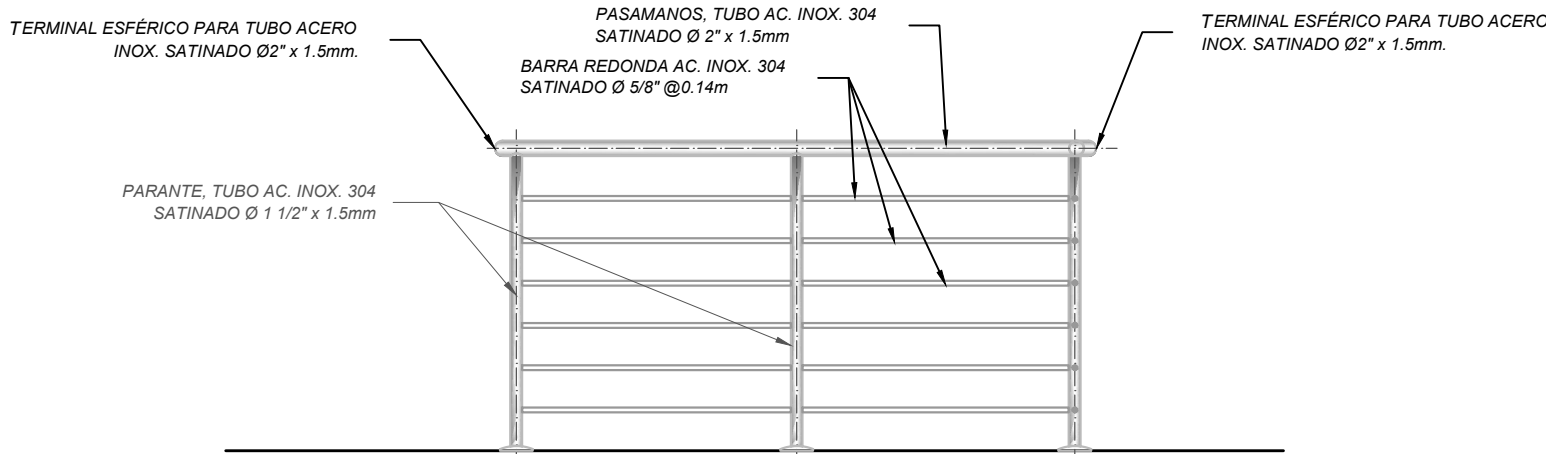 TERMINAL ESFÉRICO PARA TUBO ACERO
INOX. SATINADO Ø2" x 1.5mm.
PASAMANOS, TUBO AC. INOX. 304
SATINADO Ø 2" x 1.5mm
TERMINAL ESFÉRICO PARA TUBO ACERO
INOX. SATINADO Ø2" x 1.5mm.
BARRA REDONDA AC. INOX. 304
SATINADO Ø 5/8" @0.14m
PARANTE, TUBO AC. INOX. 304
SATINADO Ø 1 1/2" x 1.5mm